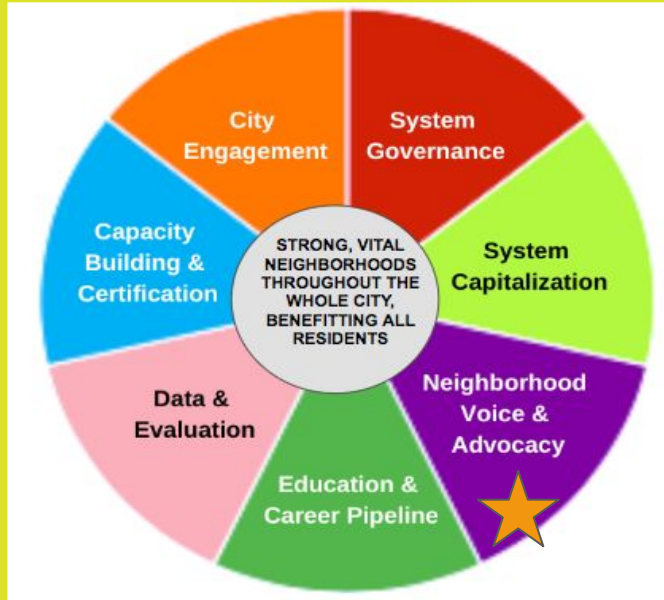 City
Engagement
System
Governance
Capacity
Building &
Certification
STRONG, VITAL
NEIGHBORHOODS
THROUGHOUT THE
WHOLE CITY,
BENEFITTING ALL
RESIDENTS
System
Capitalization
Data &
Evaluation
Neighborhood
Voice &
Advocacy
Education &
Career Pipeline